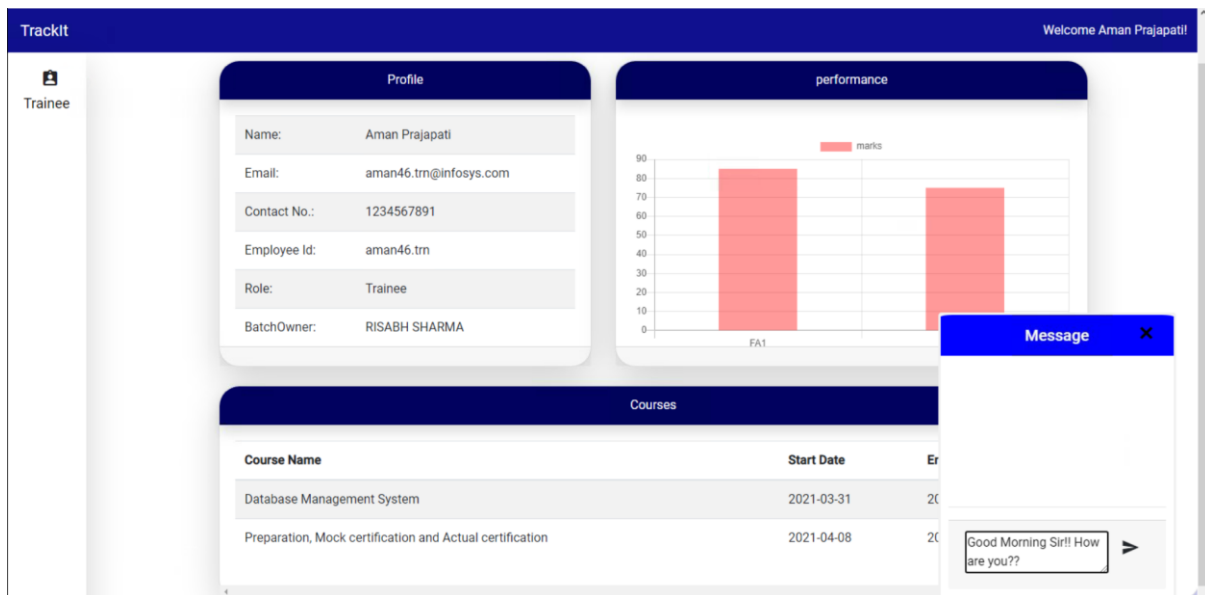 TrackIt
Welcome Aman Prajapati!
Trainee
Profile
Name: Aman Prajapati
Email: aman46.trn@infosys.com
Contact No.: 1234567891
Employee Id: aman46.trn
Role: Trainee
BatchOwner: RISABH SHARMA
performance
marks
90
80
70
60
50
40
30
20
10
0
FA1
Courses
Course Name Start Date
Database Management System 2021-03-31
Preparation, Mock certification and Actual certification 2021-04-08
Message
Good Morning Sir!! How
are you??